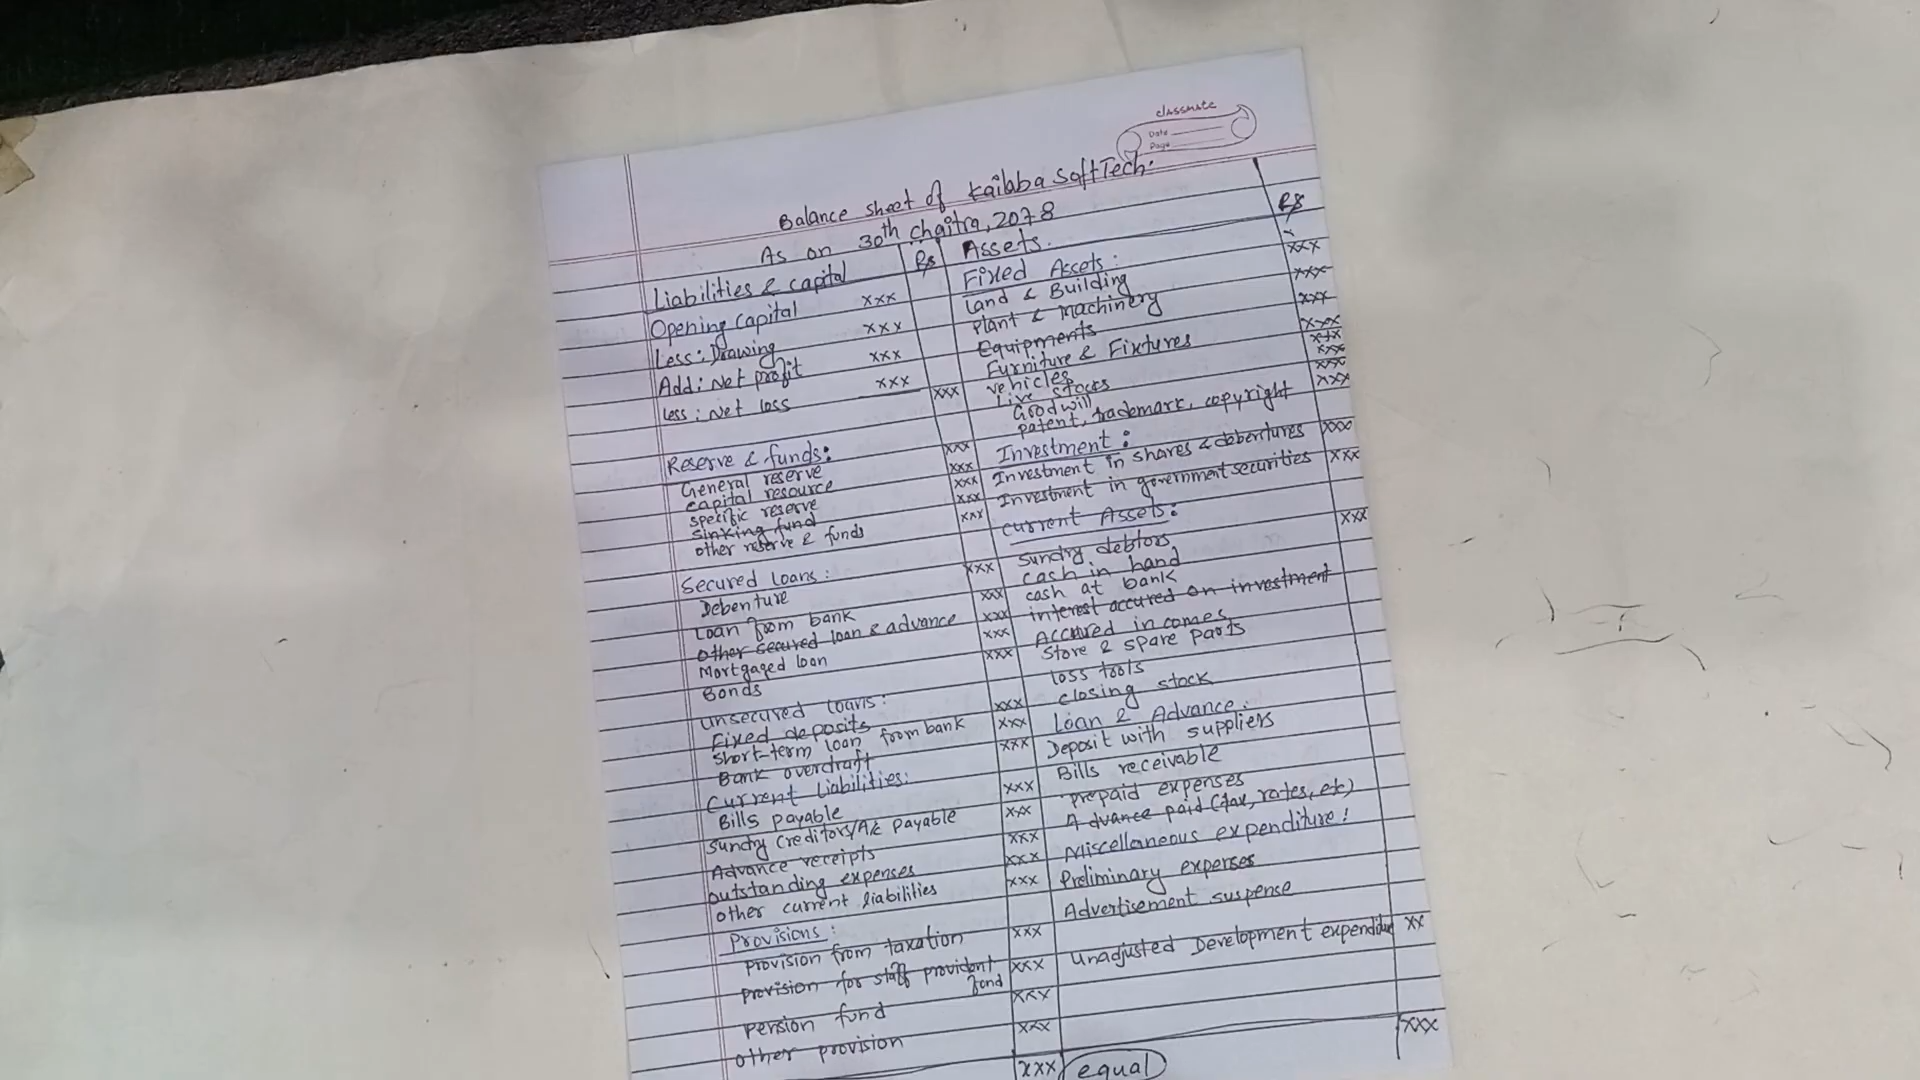 classmate
Date
Page
Balance sheet of Kailaba SoftTech.
As on 30th chaitra, 2078
Liabilities & capital Rs Assets. Rs
Opening capital xxx
Less: Drawing xxx
Add: Net profit xxx
Less: Net loss xxx xxx
Reserve & funds:
General reserve xxx
capital resource xxx
specific reserve xxx
sinking fund xxx
other reserve & funds xxx
Secured loans:
Debenture xxx
Loan from bank xxx
other secured loan & advance xxx
Mortgaged loan xxx
Bonds xxx
unsecured loans:
Fixed deposits xxx
short-term loan from bank xxx
Bank overdraft xxx
Current Liabilities:
Bills payable xxx
sundry creditors/A/c payable xxx
Advance receipts xxx
outstanding expenses xxx
other current liabilities xxx
Provisions:
provision from taxation xxx
provision for staff provident fond xxx
pension fund xxx
other provision xxx
xxx equal
Fixed Assets:
Land & Building xxx
plant & Machinery xxx
Equipments xxx
Furniture & Fixtures xxx
vehicles xxx
Live stocks xxx
Goodwill xxx
patent, trademark, copyright xxx
Investment:
Investment in shares & debentures xxx
Investment in government securities xxx
current Assets:
sundry debtors xxx
cash in hand
cash at bank
interest accured on investment
Accured incomes
Store & spare parts
loss tools
closing stock
Loan & Advance:
Deposit with suppliers
Bills receivable
prepaid expenses
Advance paid (tax, rates, etc)
Miscellaneous expenditure:
Preliminary expenses
Advertisement suspense
unadjusted Development expenditure xx
xxx